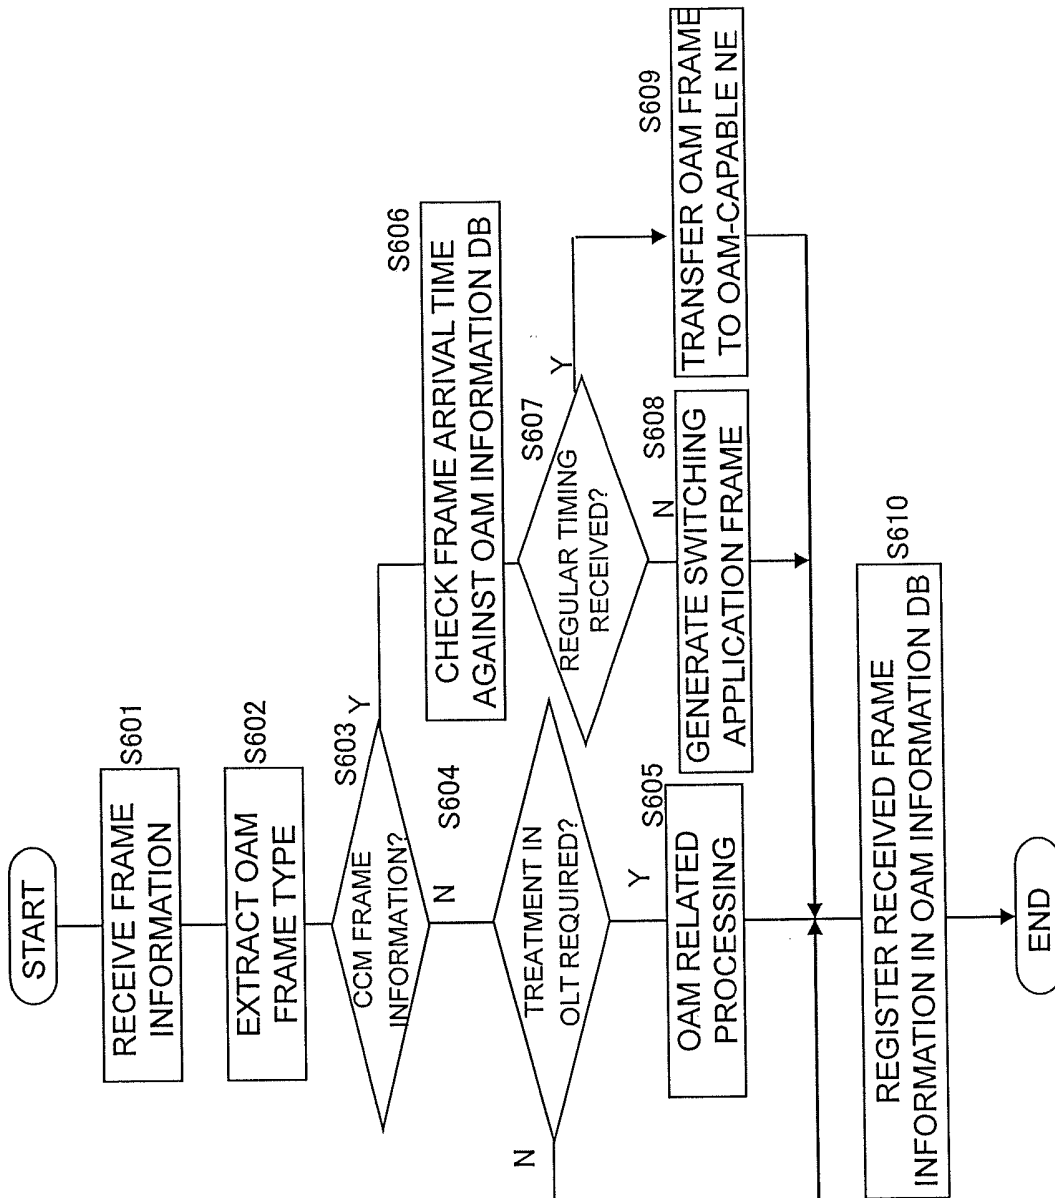 START
RECEIVE FRAME
INFORMATION
S601
EXTRACT OAM
FRAME TYPE
S602
CCM FRAME
INFORMATION?
S603
Y
N
S604
TREATMENT IN
OLT REQUIRED?
N
Y
S605
OAM RELATED
PROCESSING
S606
CHECK FRAME ARRIVAL TIME
AGAINST OAM INFORMATION DB
S607
REGULAR TIMING
RECEIVED?
Y
N
S608
GENERATE SWITCHING
APPLICATION FRAME
S609
TRANSFER OAM FRAME
TO OAM-CAPABLE NE
S610
REGISTER RECEIVED FRAME
INFORMATION IN OAM INFORMATION DB
END